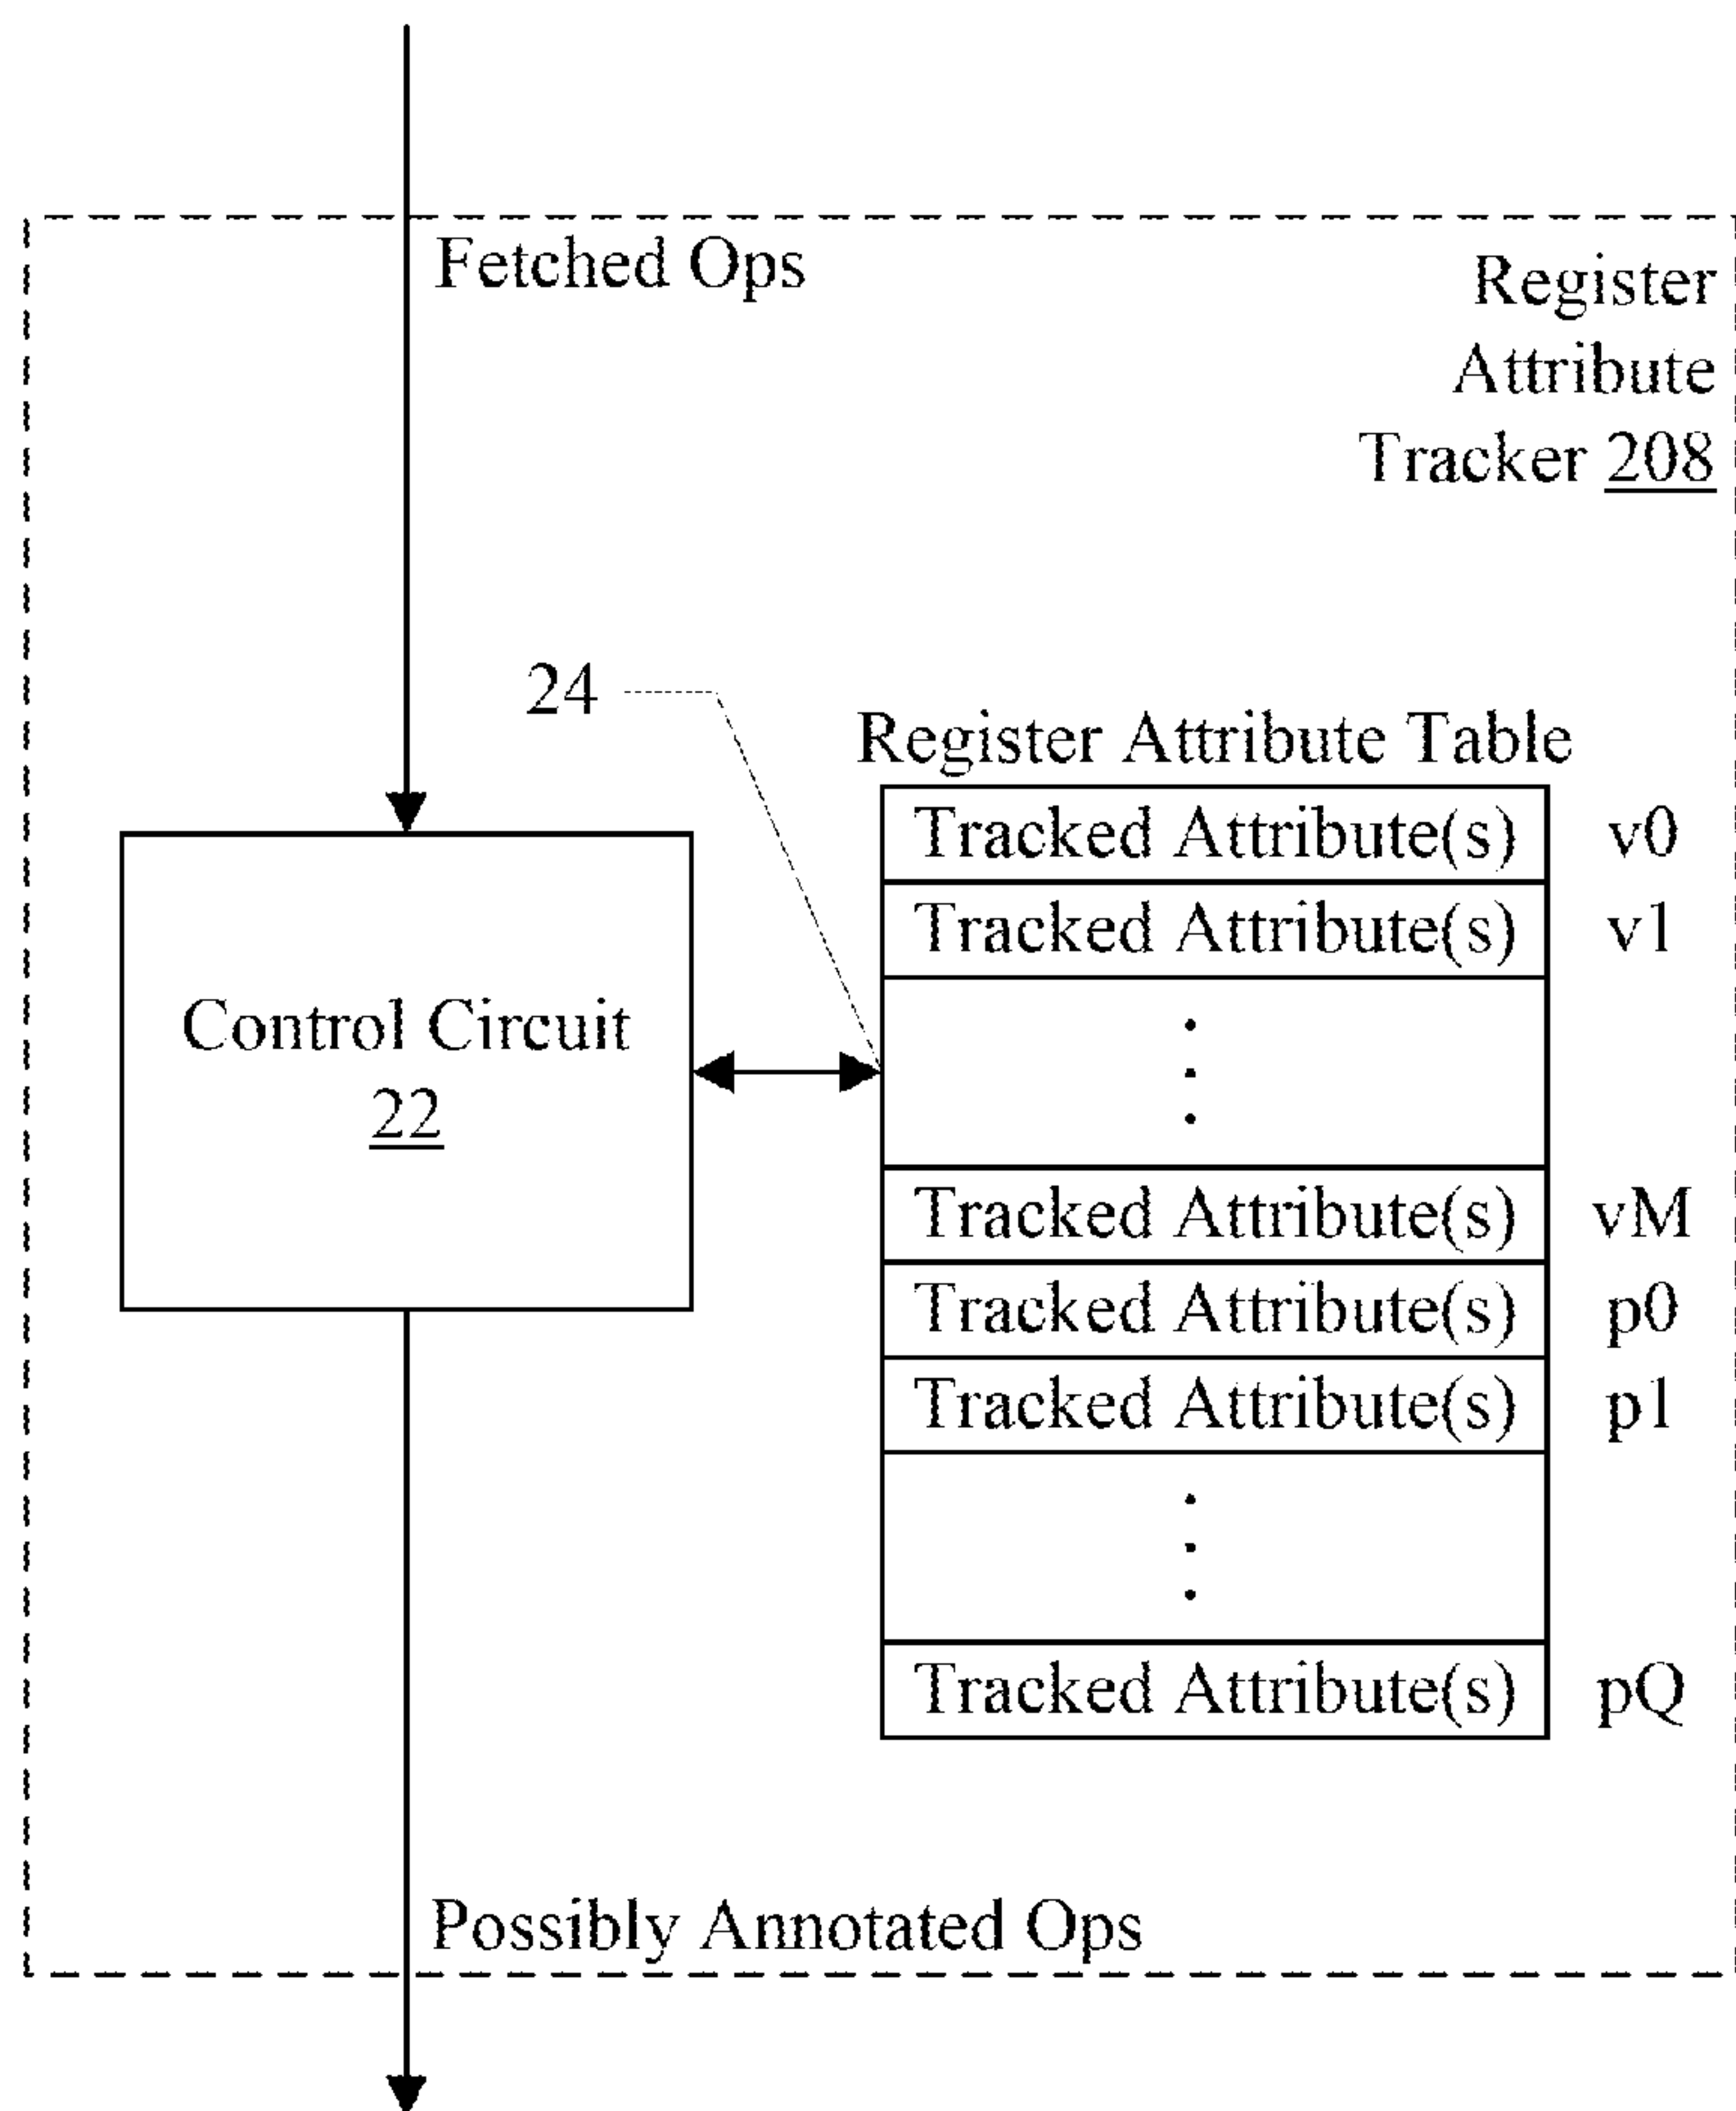 Fetched Ops
Register
Attribute
Tracker 208
24
Register Attribute Table
Tracked Attribute(s) v0
Tracked Attribute(s) v1
Control Circuit
22
Tracked Attribute(s) vM
Tracked Attribute(s) p0
Tracked Attribute(s) p1
Tracked Attribute(s) pQ
Possibly Annotated Ops